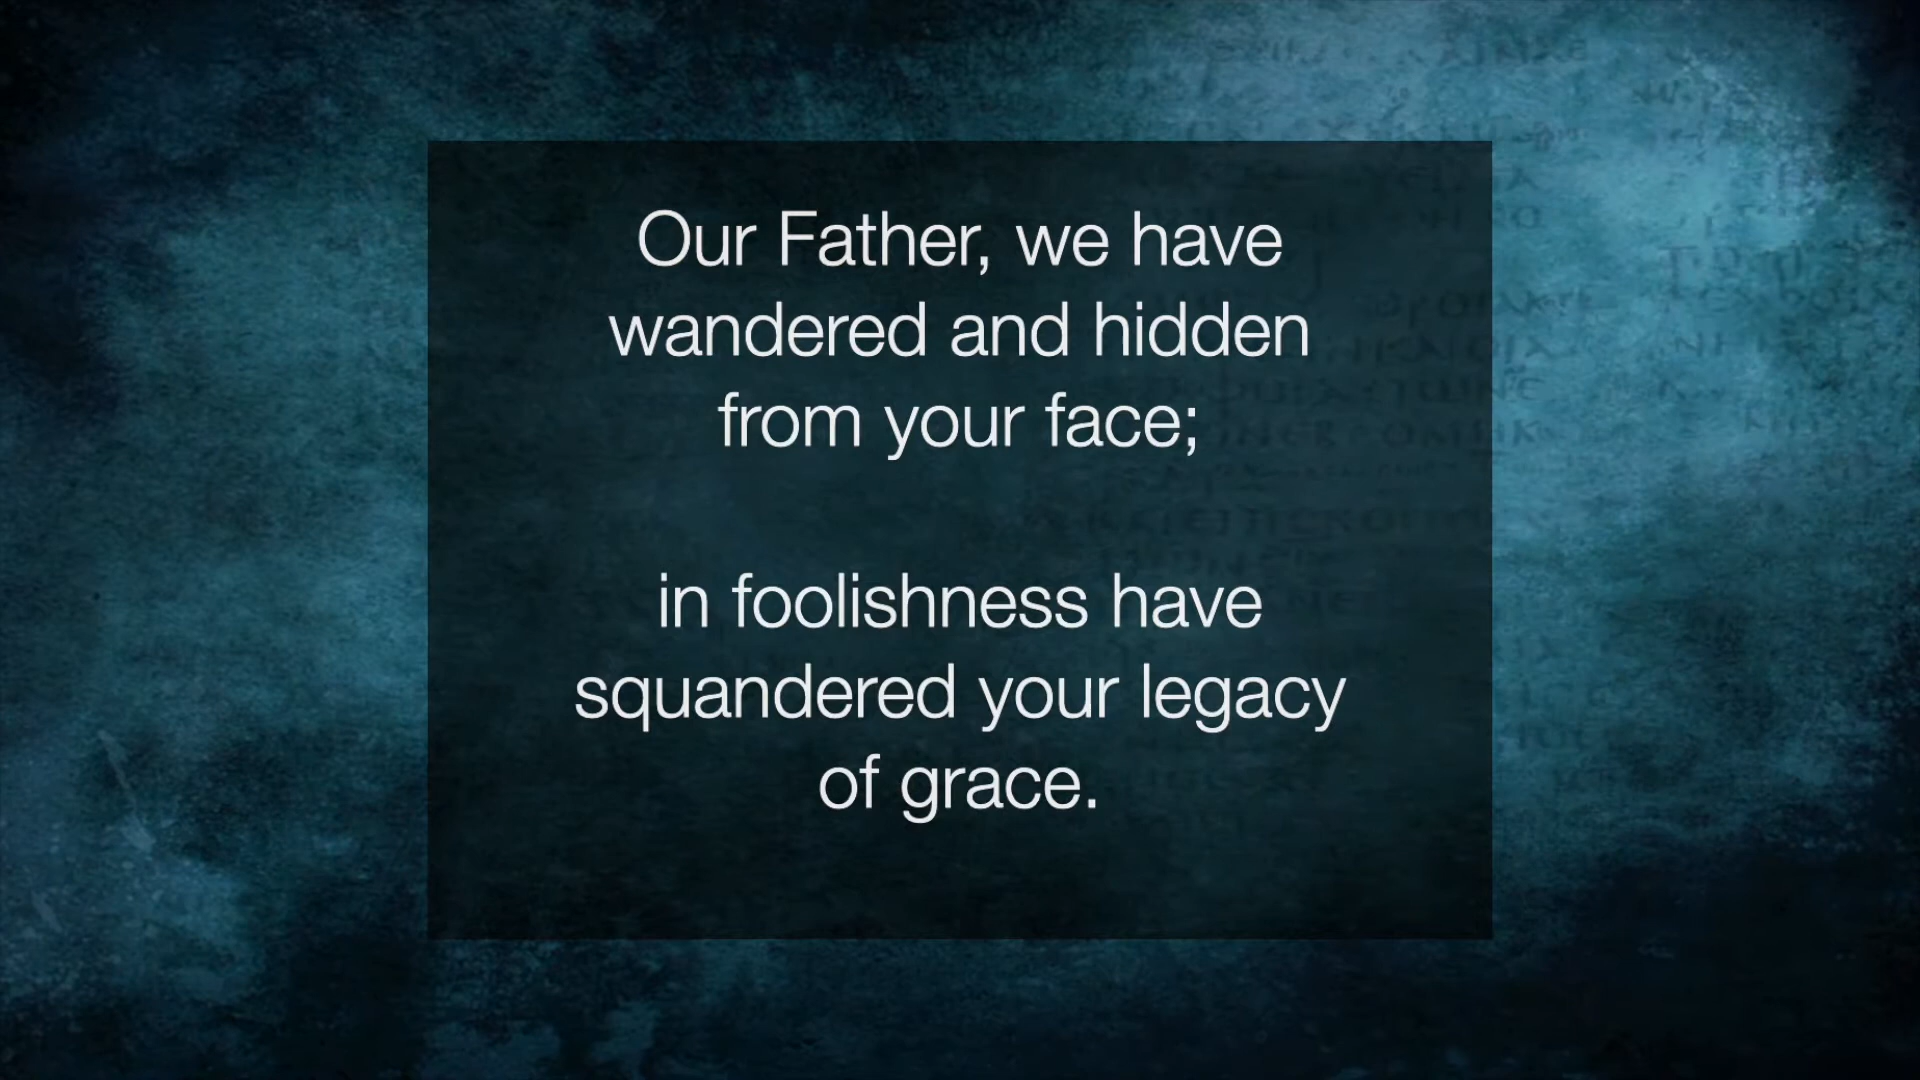 Our Father, we have
wandered and hidden
from your face;
in foolishness have
squandered your legacy
of grace.